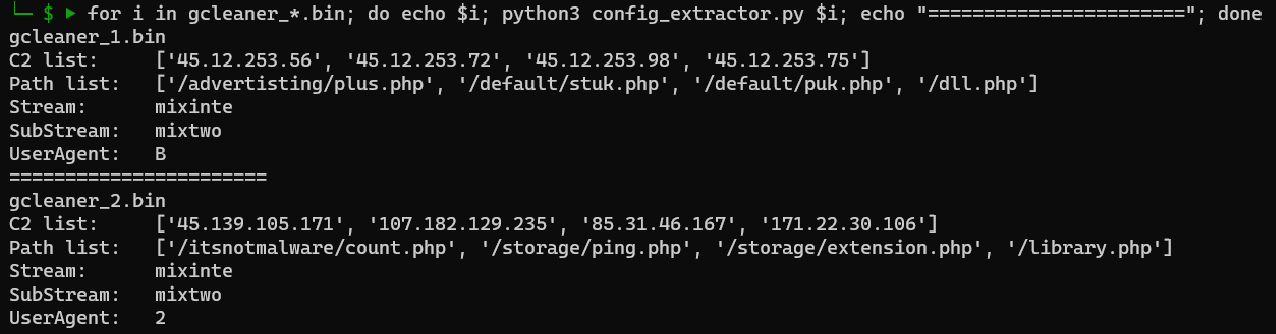 └─ $ ▶ for i in gcleaner_*.bin; do echo $i; python3 config_extractor.py $i; echo "======================="; done
gcleaner_1.bin
C2 list:     ['45.12.253.56', '45.12.253.72', '45.12.253.98', '45.12.253.75']
Path list:   ['/advertisting/plus.php', '/default/stuk.php', '/default/puk.php', '/dll.php']
Stream:      mixinte
SubStream:   mixtwo
UserAgent:   B
=======================
gcleaner_2.bin
C2 list:     ['45.139.105.171', '107.182.129.235', '85.31.46.167', '171.22.30.106']
Path list:   ['/itsnotmalware/count.php', '/storage/ping.php', '/storage/extension.php', '/library.php']
Stream:      mixinte
SubStream:   mixtwo
UserAgent:   2